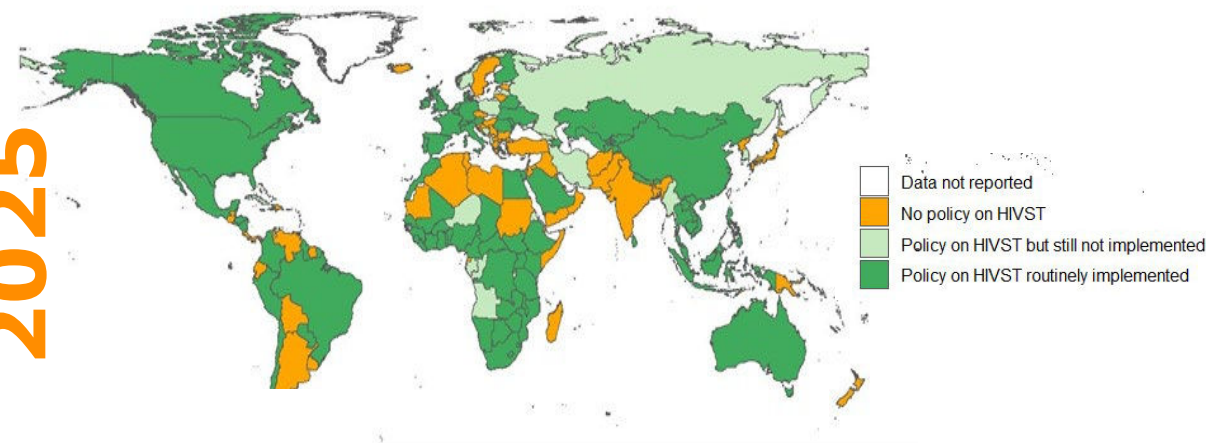 2025
Data not reported
No policy on HIVST
Policy on HIVST but still not implemented
Policy on HIVST routinely implemented